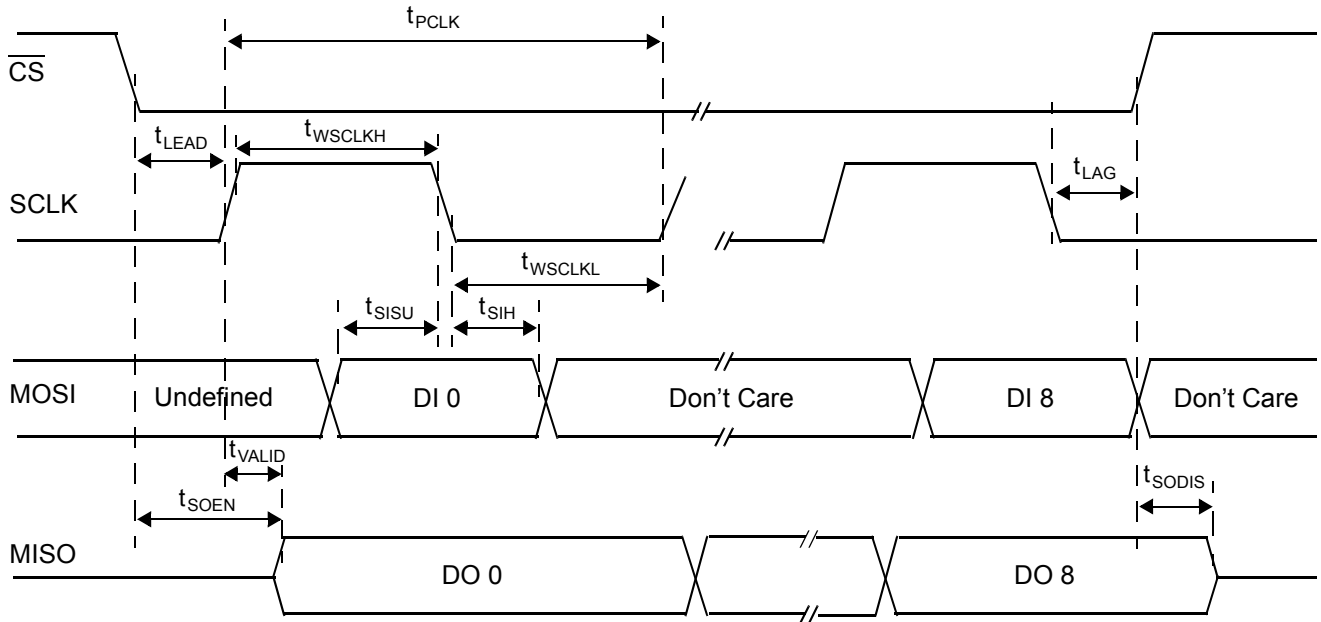 tPCLK
CS
tLEAD
tWSCLKH
tLAG
SCLK
tWSCLKL
tSISU
tSIH
MOSI
Undefined
DI 0
Don't Care
DI 8
Don't Care
tVALID
tSODIS
tSOEN
MISO
DO 0
DO 8